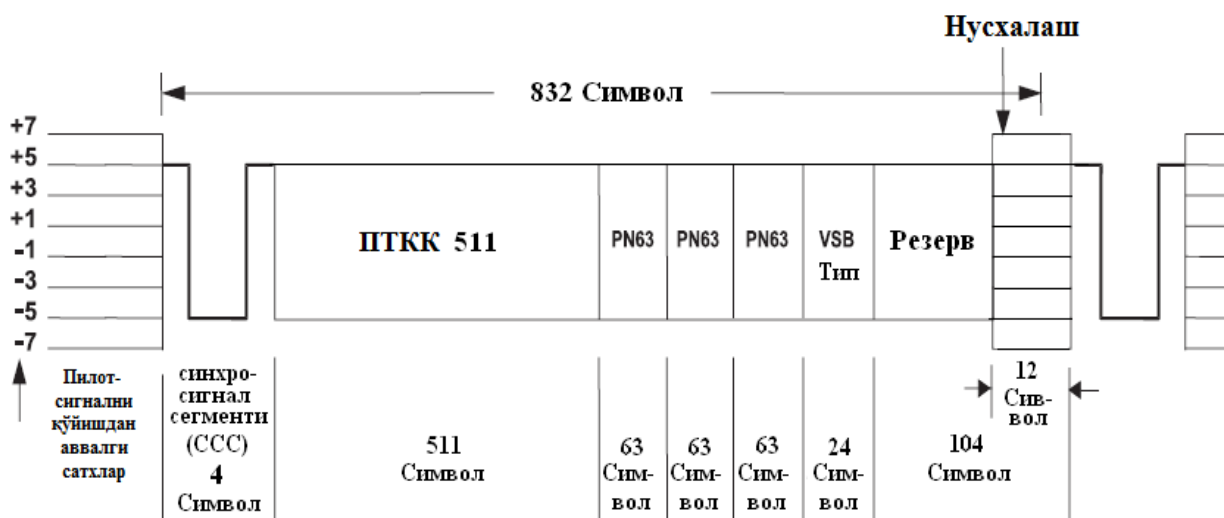 Нусхалаш
832 Символ
+7
+5
+3
+1
-1
-3
-5
-7
ПТКК 511
PN63
PN63
PN63
VSB
Тип
Резерв
Пилот-
сигнални
қўйишдан
аввалги
сатхлар
синхро-
сигнал
сегменти
(ССС)
4
Символ
511
Символ
63
Сим-
вол
63
Сим-
вол
63
Сим-
вол
24
Сим-
вол
104
Символ
12
Сив-
вол